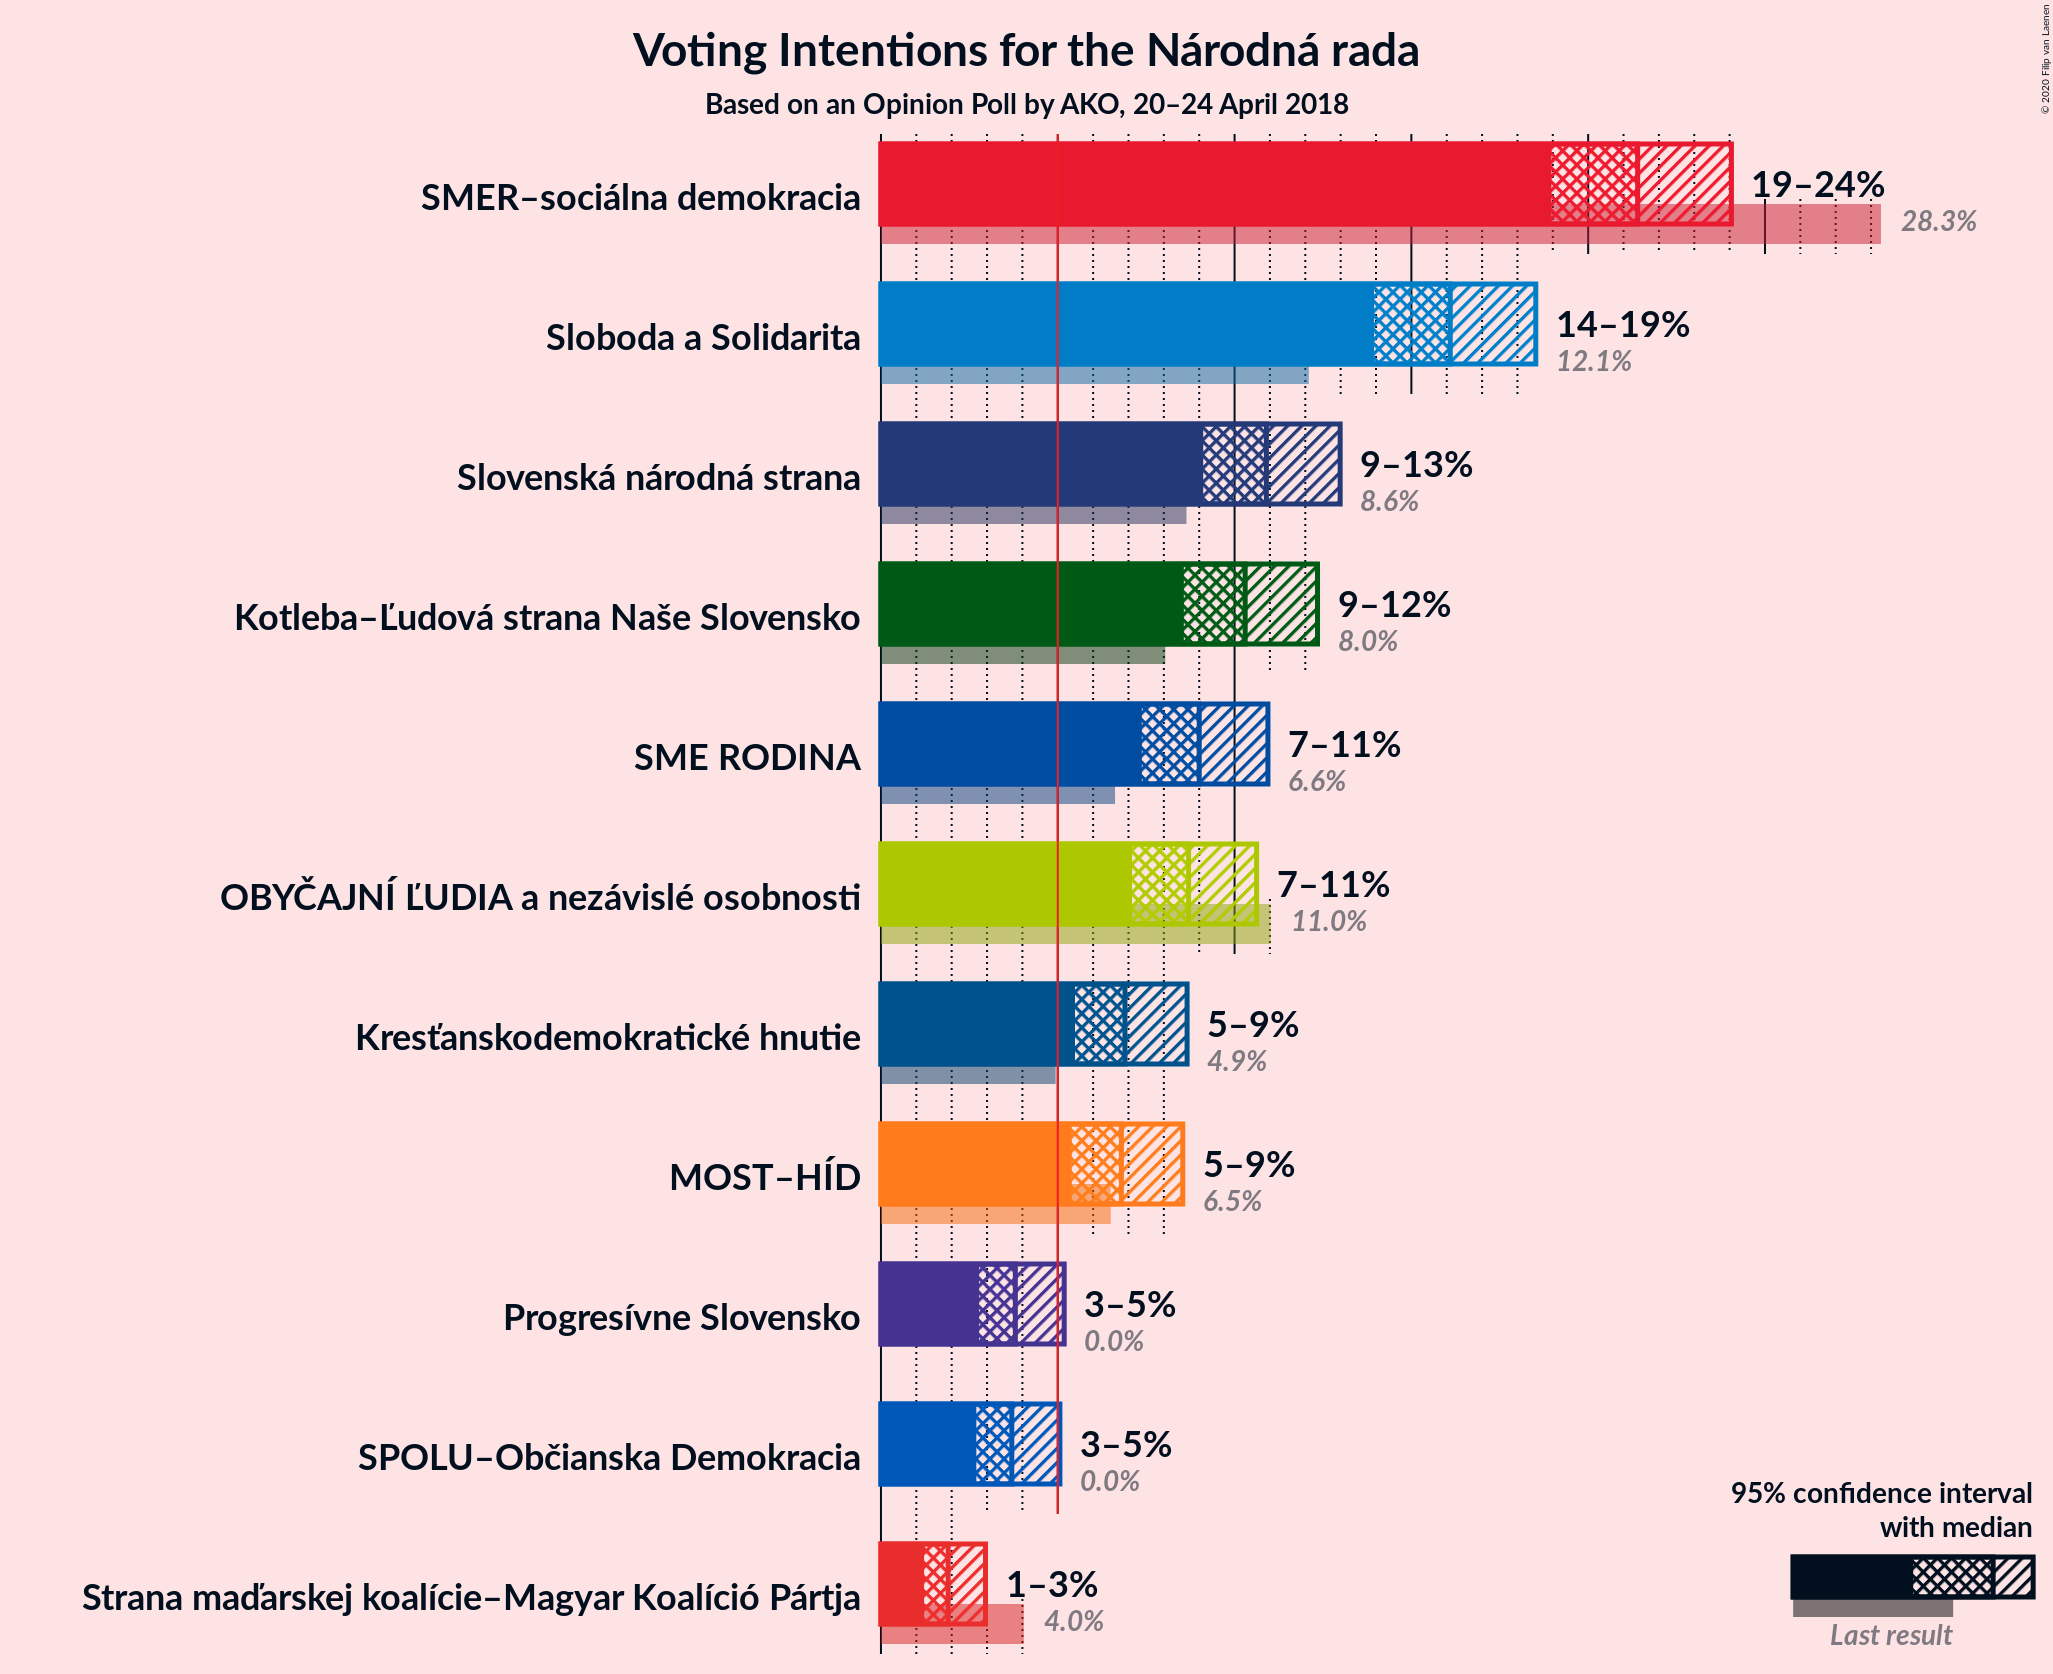 Voting Intentions for the Národná rada
Based on an Opinion Poll by AKO, 20–24 April 2018
© 2020 Filip van Laenen
SMER–sociálna demokracia
19–24%
28.3%
Sloboda a Solidarita
14–19%
12.1%
Slovenská národná strana
9–13%
8.6%
Kotleba–Ľudová strana Naše Slovensko
9–12%
8.0%
SME RODINA
7–11%
6.6%
OBYČAJNÍ ĽUDIA a nezávislé osobnosti
7–11%
11.0%
Kresťanskodemokratické hnutie
5–9%
4.9%
MOST–HÍD
5–9%
6.5%
Progresívne Slovensko
3–5%
0.0%
SPOLU–Občianska Demokracia
3–5%
0.0%
Strana maďarskej koalície–Magyar Koalíció Pártja
1–3%
4.0%
95% confidence interval
with median
Last result